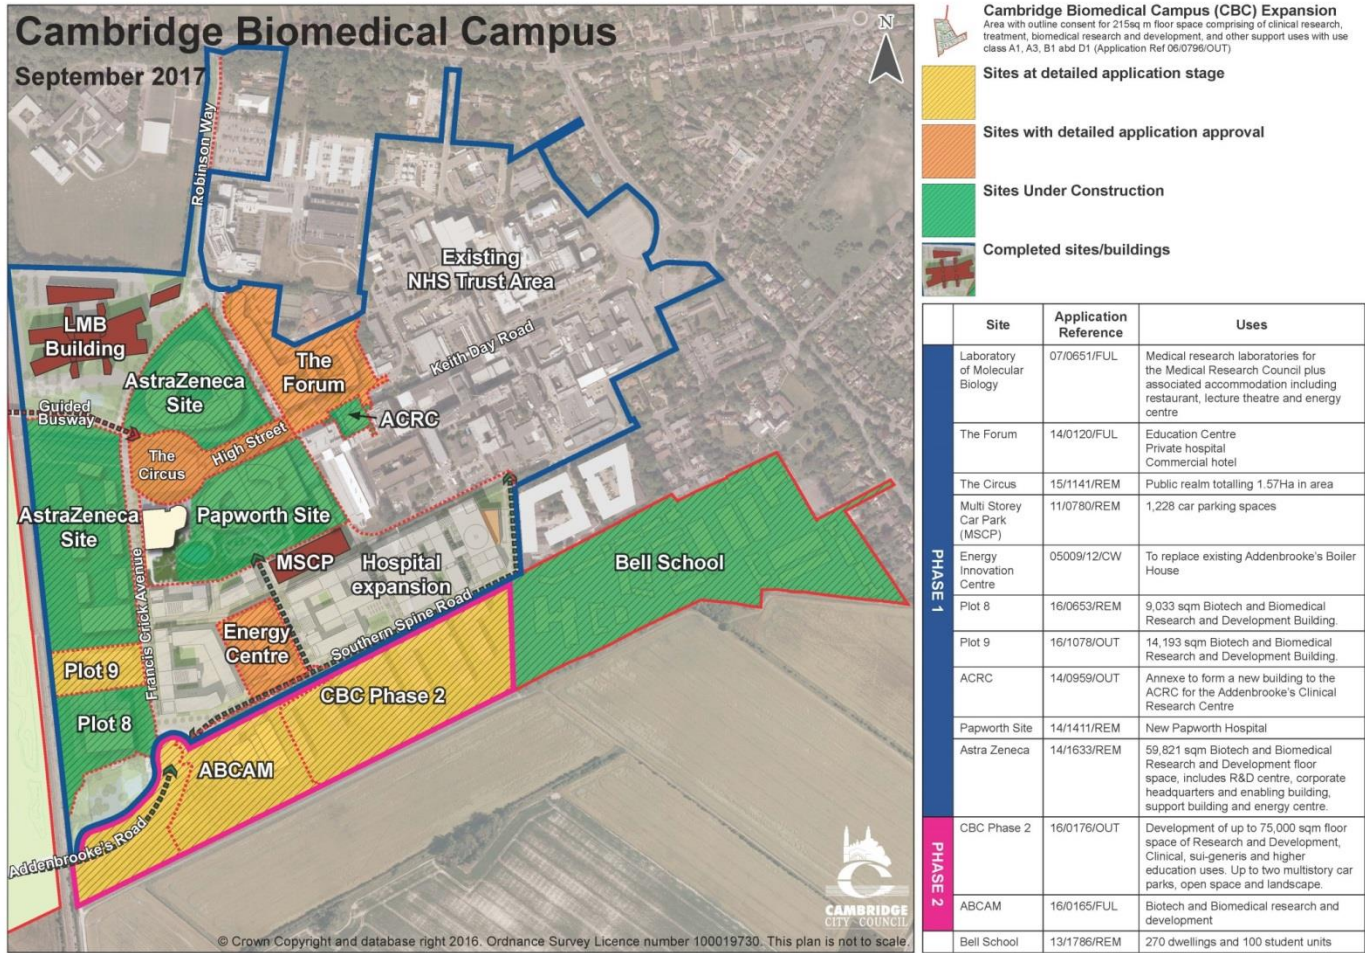 Cambridge Biomedical Campus
September 2017
N
Robinson Way
Existing
NHS Trust Area
Keith Day Road
LMB
Building
The
Forum
AstraZeneca
Site
ACRC
Guided
Busway
High Street
The
Circus
AstraZeneca
Site
Papworth Site
MSCP
Hospital
expansion
Bell School
Francis Crick Avenue
Energy
Centre
Southern Spine Road
Plot 9
CBC Phase 2
Plot 8
ABCAM
Addenbrooke's Road
CAMBRIDGE
CITY COUNCIL
© Crown Copyright and database right 2016. Ordnance Survey Licence number 100019730. This plan is not to scale.
Cambridge Biomedical Campus (CBC) Expansion
Area with outline consent for 215sq m floor space comprising of clinical research,
treatment, biomedical research and development, and other support uses with use
class A1, A3, B1 abd D1 (Application Ref 06/0796/OUT)
Sites at detailed application stage
Sites with detailed application approval
Sites Under Construction
Completed sites/buildings
Site
Application
Reference
Uses
PHASE 1
Laboratory
of Molecular
Biology
07/0651/FUL
Medical research laboratories for
the Medical Research Council plus
associated accommodation including
restaurant, lecture theatre and energy
centre
The Forum
14/0120/FUL
Education Centre
Private hospital
Commercial hotel
The Circus
15/1141/REM
Public realm totalling 1.57Ha in area
Multi Storey
Car Park
(MSCP)
11/0780/REM
1,228 car parking spaces
Energy
Innovation
Centre
05009/12/CW
To replace existing Addenbrooke's Boiler
House
Plot 8
16/0653/REM
9,033 sqm Biotech and Biomedical
Research and Development Building.
Plot 9
16/1078/OUT
14,193 sqm Biotech and Biomedical
Research and Development Building.
ACRC
14/0959/OUT
Annexe to form a new building to the
ACRC for the Addenbrooke's Clinical
Research Centre
Papworth Site
14/1411/REM
New Papworth Hospital
Astra Zeneca
14/1633/REM
59,821 sqm Biotech and Biomedical
Research and Development floor
space, includes R&D centre, corporate
headquarters and enabling building,
support building and energy centre.
PHASE 2
CBC Phase 2
16/0176/OUT
Development of up to 75,000 sqm floor
space of Research and Development,
Clinical, sui-generis and higher
education uses. Up to two multistory car
parks, open space and landscape.
ABCAM
16/0165/FUL
Biotech and Biomedical research and
development
Bell School
13/1786/REM
270 dwellings and 100 student units